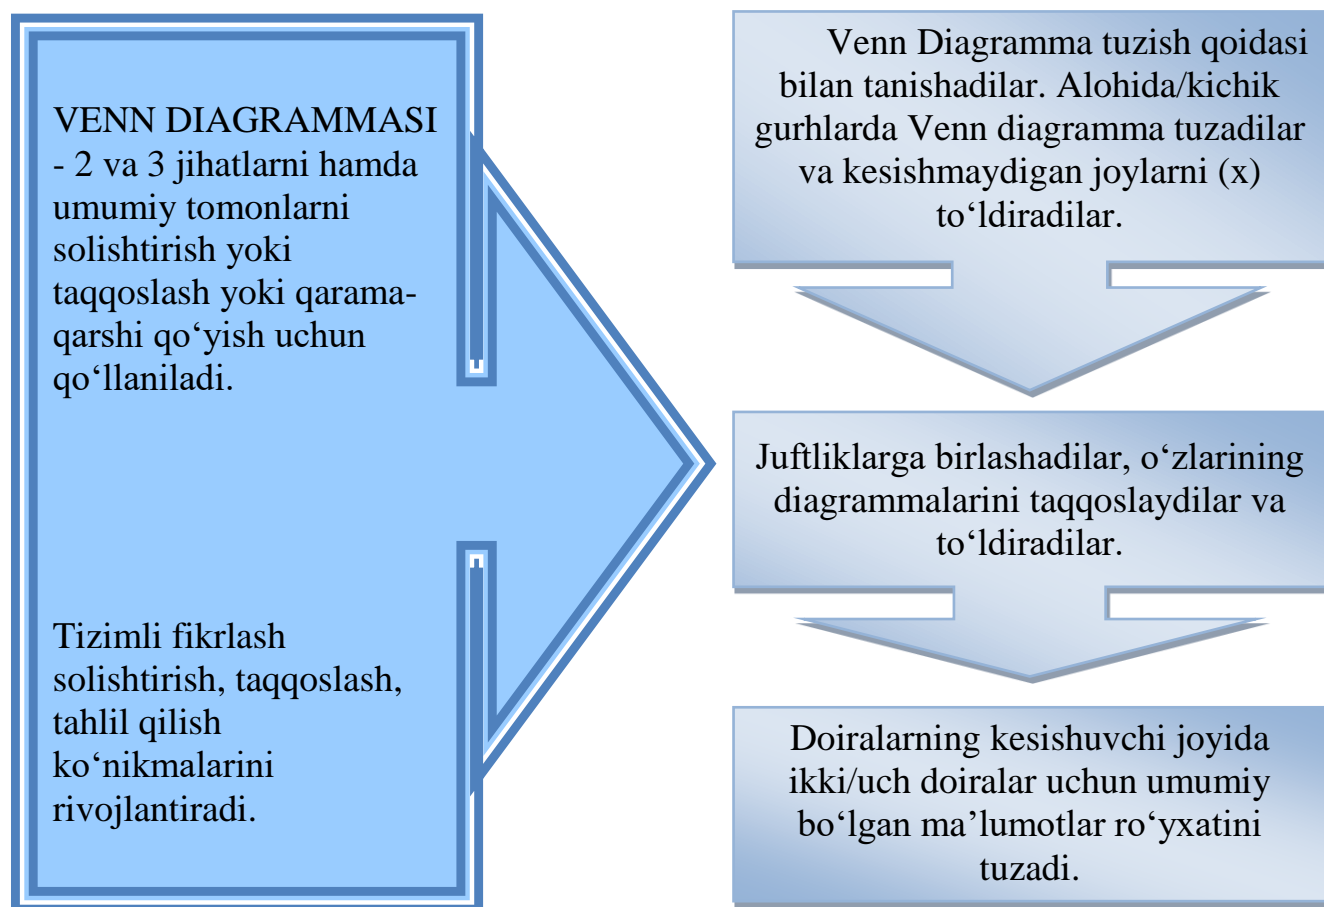 VENN DIAGRAMMASI
- 2 va 3 jihatlarni hamda
umumiy tomonlarni
solishtirish yoki
taqqoslash yoki qarama-
qarshi qo‘yish uchun
qo‘llaniladi.
Tizimli fikrlash
solishtirish, taqqoslash,
tahlil qilish
ko‘nikmalarini
rivojlantiradi.
Venn Diagramma tuzish qoidasi
bilan tanishadilar. Alohida/kichik
gurhlarda Venn diagramma tuzadilar
va kesishmaydigan joylarni (x)
to‘ldiradilar.
Juftliklarga birlashadilar, o‘zlarining
diagrammalarini taqqoslaydilar va
to‘ldiradilar.
Doiralarning kesishuvchi joyida
ikki/uch doiralar uchun umumiy
bo‘lgan ma’lumotlar ro‘yxatini
tuzadi.